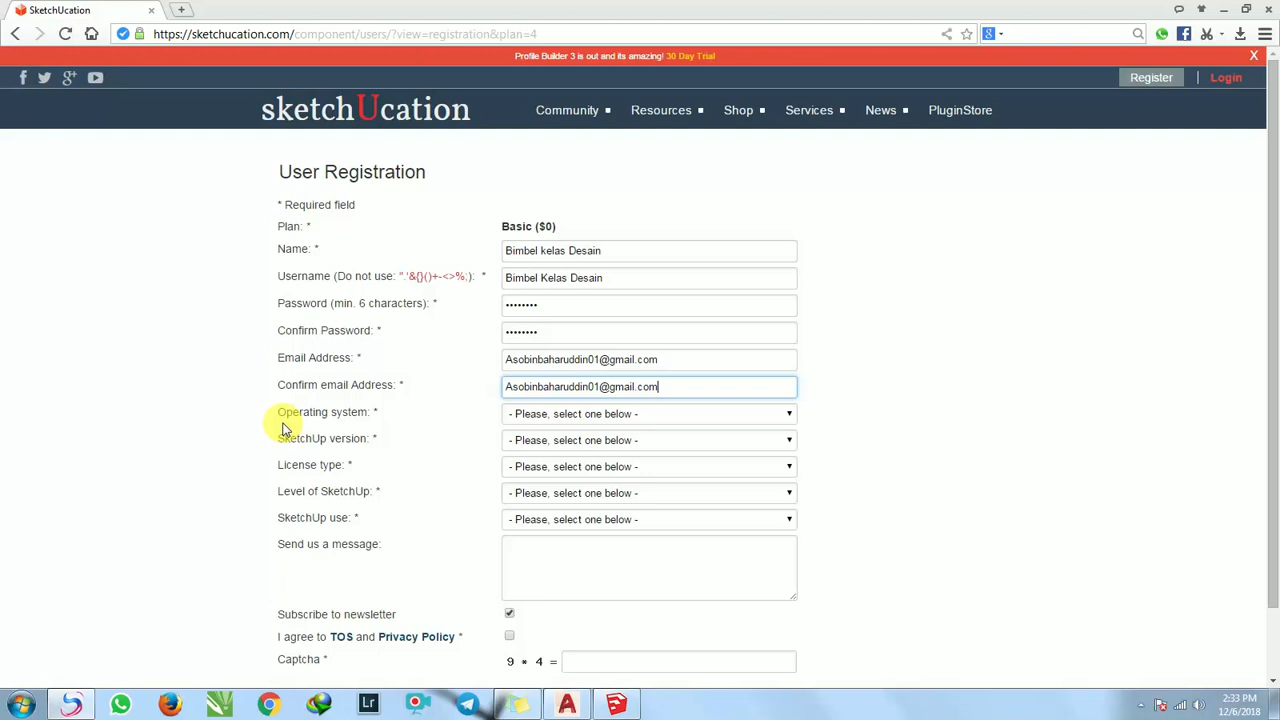 SketchUcation
https://sketchucation.com/component/users/?view=registration&plan=4
Profile Builder 3 is out and its amazing! 30 Day Trial X
Register Login
sketchUcation
Community Resources Shop Services News PluginStore
User Registration
* Required field
Plan: * Basic ($0)
Name: * Bimbel kelas Desain
Username (Do not use: ".'&{}()+-<>%;): * Bimbel Kelas Desain
Password (min. 6 characters): * ••••••••
Confirm Password: * ••••••••
Email Address: * Asobinbaharuddin01@gmail.com
Confirm email Address: * Asobinbaharuddin01@gmail.com
Operating system: * - Please, select one below -
SketchUp version: * - Please, select one below -
License type: * - Please, select one below -
Level of SketchUp: * - Please, select one below -
SketchUp use: * - Please, select one below -
Send us a message:
Subscribe to newsletter
I agree to TOS and Privacy Policy *
Captcha * 9 * 4 =
Lr A
2:33 PM
12/6/2018